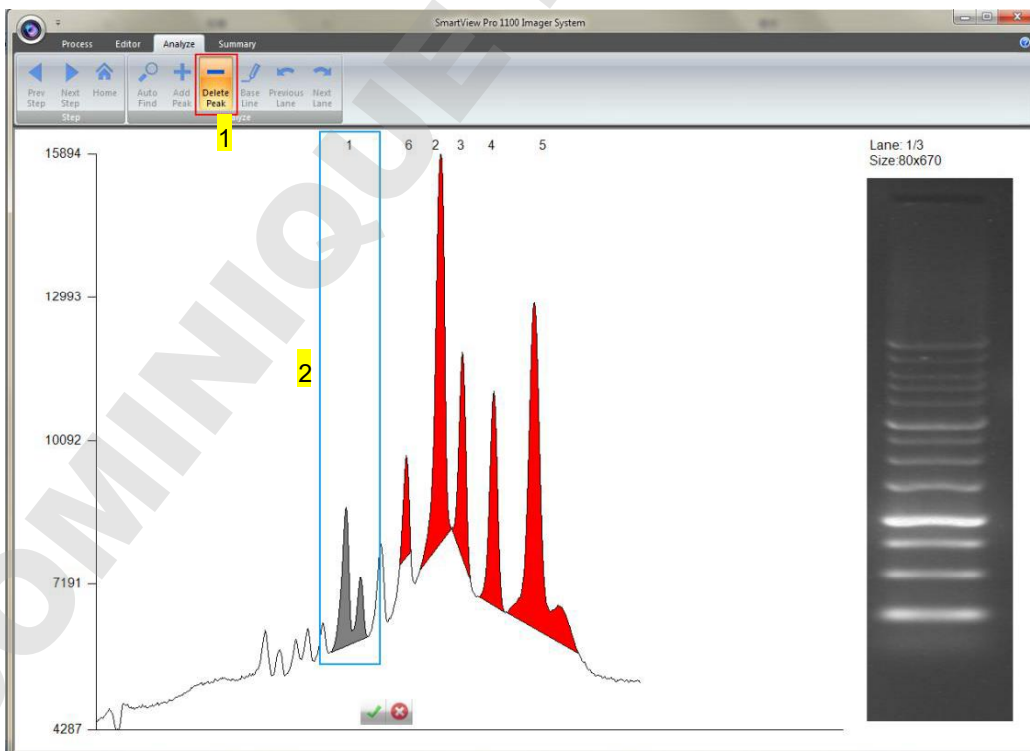 SmartView Pro 1100 Imager System
Process Editor Analyze Summary
Prev Step
Next Step
Home
Auto Find
Add Peak
Delete Peak
Base Line
Previous Lane
Next Lane
Step
1
1 6 2 3 4 5
Lane: 1/3
Size:80x670
15894
12993
2
10092
7191
4287